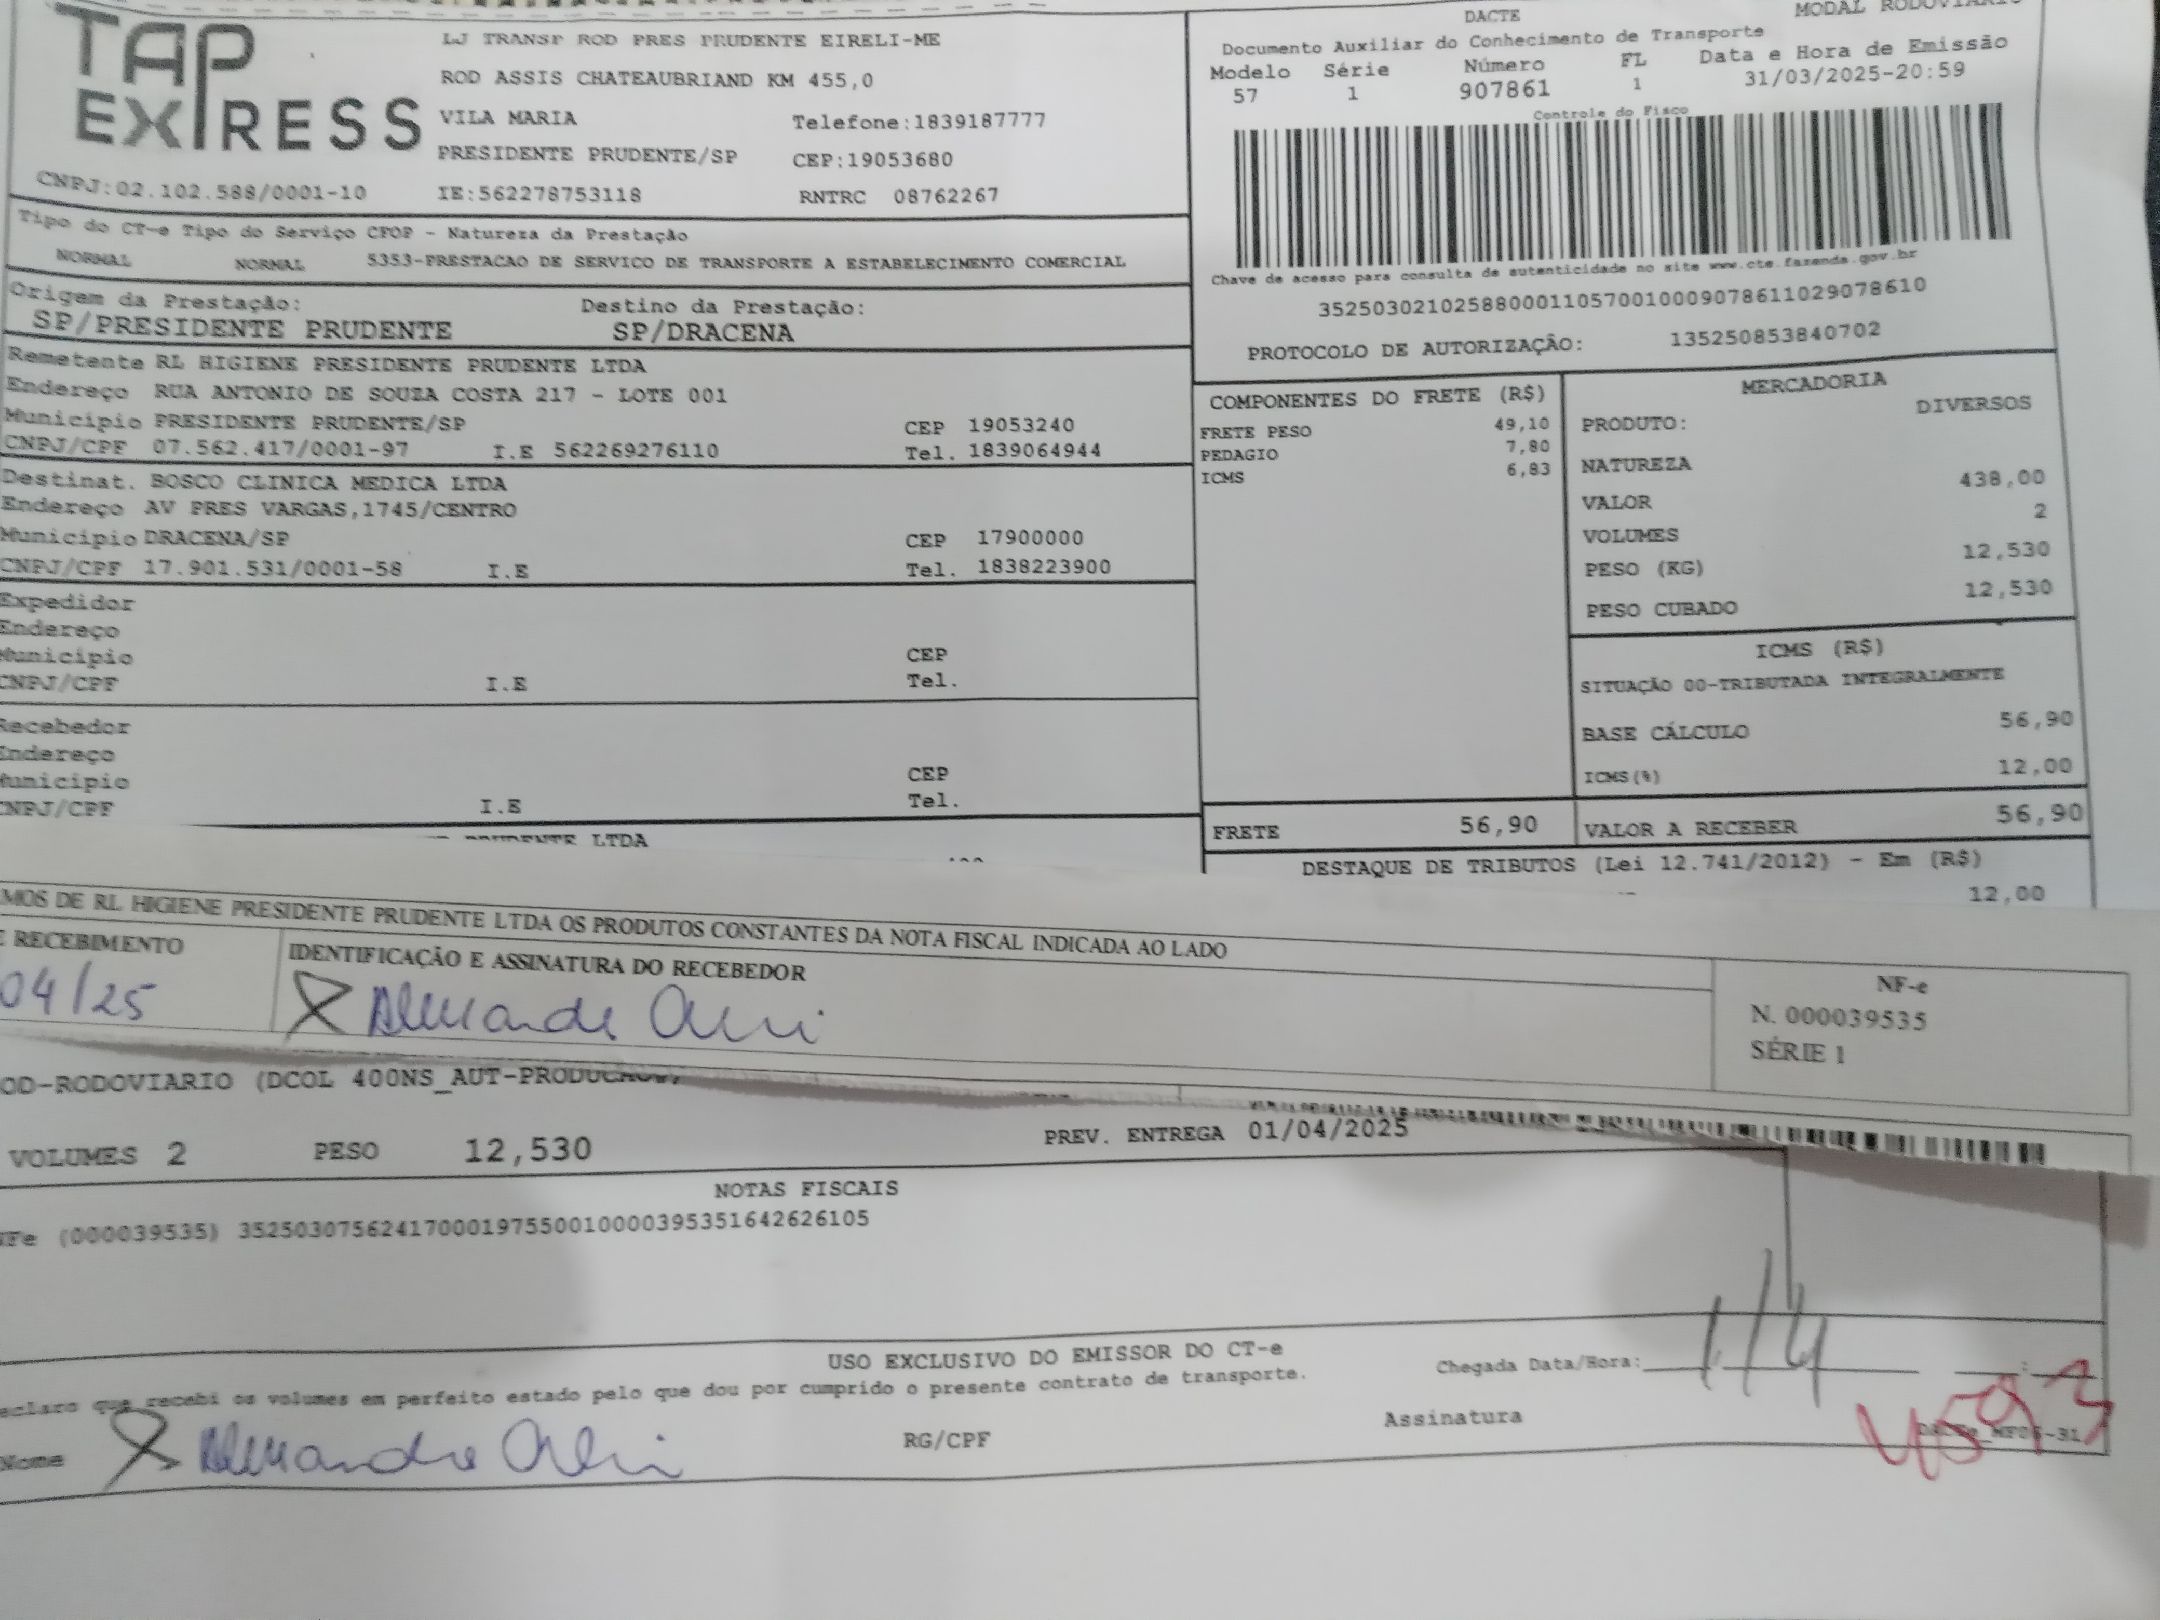 TAP
EXPRESS
LJ TRANSP ROD PRES PRUDENTE EIRELI-ME
ROD ASSIS CHATEAUBRIAND KM 455,0
VILA MARIA Telefone:1839187777
PRESIDENTE PRUDENTE/SP CEP:19053680
CNPJ:02.102.588/0001-10 IE:562278753118 RNTRC 08762267
Tipo do CT-e Tipo do Serviço CFOP - Natureza da Prestação
NORMAL NORMAL 5353-PRESTACAO DE SERVICO DE TRANSPORTE A ESTABELECIMENTO COMERCIAL
Origem da Prestação: Destino da Prestação:
SP/PRESIDENTE PRUDENTE SP/DRACENA
Remetente RL HIGIENE PRESIDENTE PRUDENTE LTDA
Endereço RUA ANTONIO DE SOUZA COSTA 217 - LOTE 001
Municipio PRESIDENTE PRUDENTE/SP CEP 19053240
CNPJ/CPF 07.562.417/0001-97 I.E 562269276110 Tel. 1839064944
Destinat. BOSCO CLINICA MEDICA LTDA
Endereço AV PRES VARGAS,1745/CENTRO
Municipio DRACENA/SP CEP 17900000
CNPJ/CPF 17.901.531/0001-58 I.E Tel. 1838223900
Expedidor
Endereço
Municipio CEP
CNPJ/CPF I.E Tel.
Recebedor
Endereço
Municipio CEP
CNPJ/CPF I.E Tel.
PRUDENTE LTDA
DACTE MODAL RODOVIARIO
Documento Auxiliar do Conhecimento de Transporte
Modelo Série Número FL Data e Hora de Emissão
57 1 907861 1 31/03/2025-20:59
Controle do Fisco
Chave de acesso para consulta de autenticidade no site www.cte.fazenda.gov.br
35250302102588000110570010009078611029078610
PROTOCOLO DE AUTORIZAÇÃO: 135250853840702
COMPONENTES DO FRETE (R$)
FRETE PESO 49,10
PEDAGIO 7,80
ICMS 6,83
MERCADORIA
PRODUTO: DIVERSOS
NATUREZA
VALOR 438,00
VOLUMES 2
PESO (KG) 12,530
PESO CUBADO 12,530
ICMS (R$)
SITUAÇÃO 00-TRIBUTADA INTEGRALMENTE
BASE CÁLCULO 56,90
ICMS(%) 12,00
FRETE 56,90 VALOR A RECEBER 56,90
DESTAQUE DE TRIBUTOS (Lei 12.741/2012) - Em (R$)
12,00
MOS DE RL HIGIENE PRESIDENTE PRUDENTE LTDA OS PRODUTOS CONSTANTES DA NOTA FISCAL INDICADA AO LADO
E RECEBIMENTO IDENTIFICAÇÃO E ASSINATURA DO RECEBEDOR
04/25
NF-e
N. 000039535
SÉRIE 1
OD-RODOVIARIO (DCOL 400NS_AUT-PRODUCAO)
VOLUMES 2 PESO 12,530 PREV. ENTREGA 01/04/2025
NOTAS FISCAIS
Fe (000039535) 35250307562417000197550010000395351642626105
USO EXCLUSIVO DO EMISSOR DO CT-e
eclaro que recebi os volumes em perfeito estado pelo que dou por cumprido o presente contrato de transporte.
Chegada Data/Hora: 1/4
Nome RG/CPF Assinatura